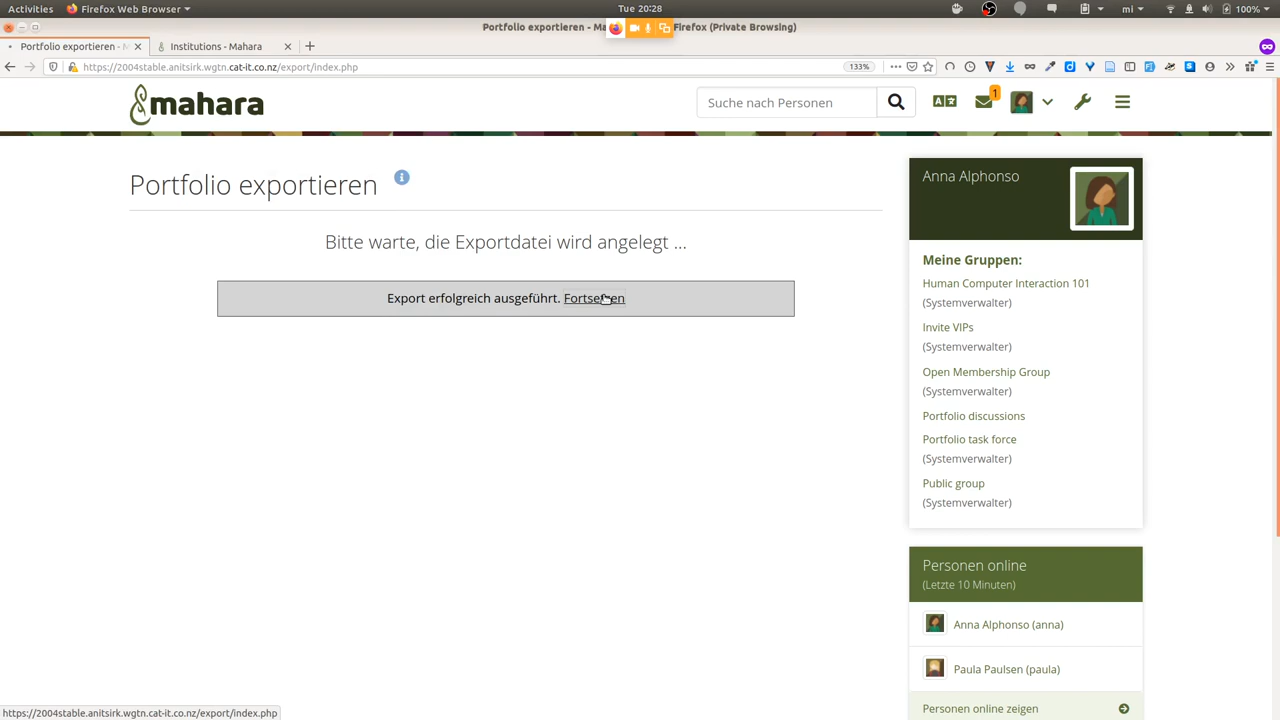 Activities
Firefox Web Browser
Tue 20:28
mi
100%
Portfolio exportieren - Ma
Firefox (Private Browsing)
Portfolio exportieren - M
Institutions - Mahara
https://2004stable.anitsirk.wgtn.cat-it.co.nz/export/index.php
133%
mahara
Suche nach Personen
1
Portfolio exportieren
Bitte warte, die Exportdatei wird angelegt ...
Export erfolgreich ausgeführt. Fortsetzen
Anna Alphonso
Meine Gruppen:
Human Computer Interaction 101
(Systemverwalter)
Invite VIPs
(Systemverwalter)
Open Membership Group
(Systemverwalter)
Portfolio discussions
Portfolio task force
(Systemverwalter)
Public group
(Systemverwalter)
Personen online
(Letzte 10 Minuten)
Anna Alphonso (anna)
Paula Paulsen (paula)
Personen online zeigen
https://2004stable.anitsirk.wgtn.cat-it.co.nz/export/index.php